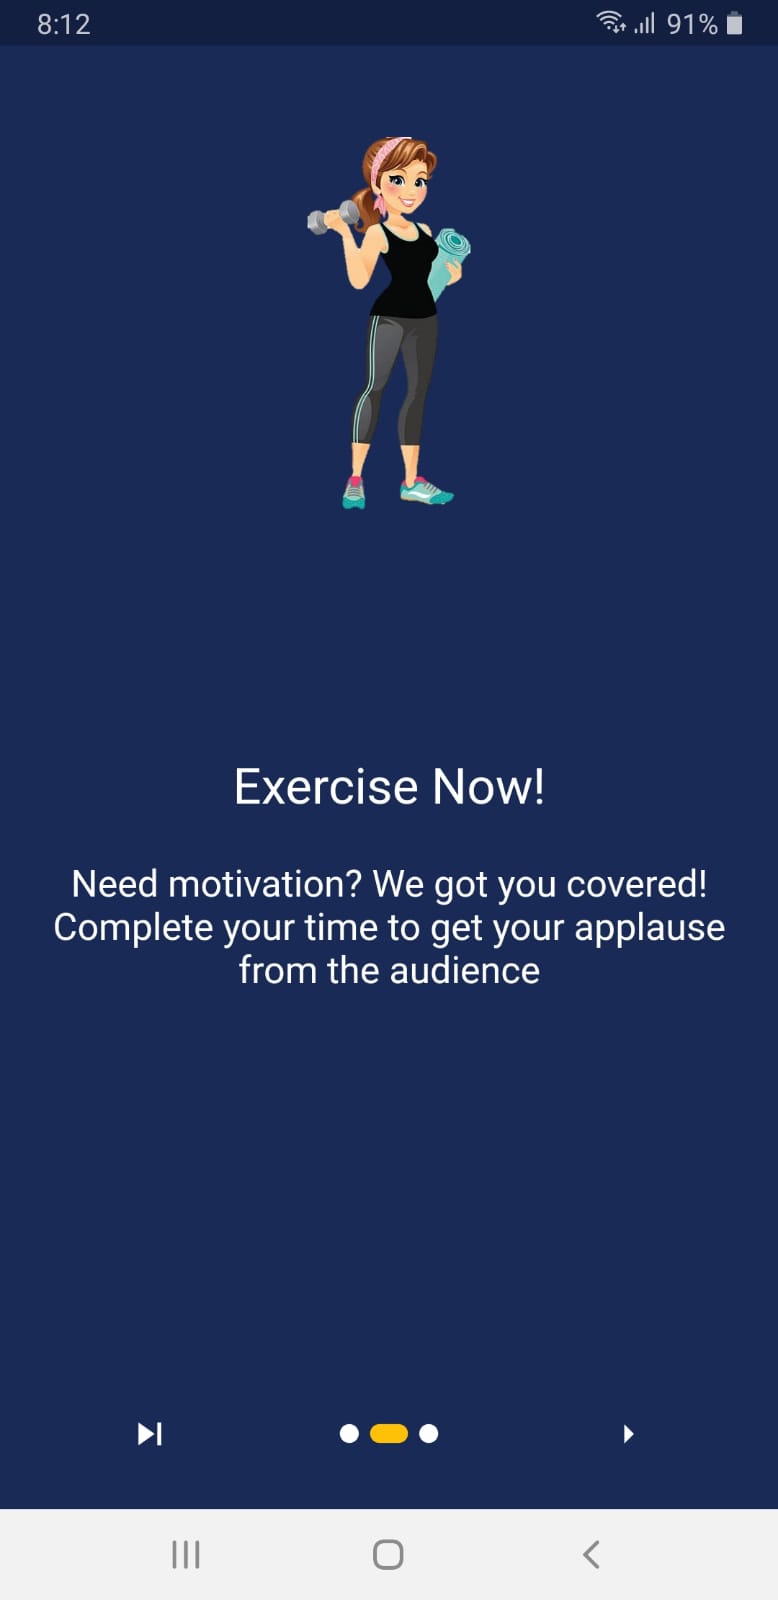 8:12 91%
Exercise Now!
Need motivation? We got you covered!
Complete your time to get your applause
from the audience